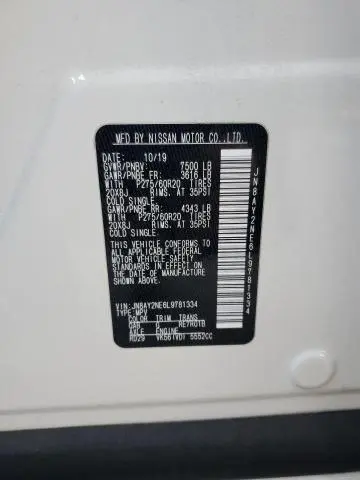 MFD BY NISSAN MOTOR CO.,LTD.
DATE: 10/19
GVWR/PNBV: 7500 LB
GAWR/PNBE FR: 3616 LB
WITH P275/60R20 TIRES
20X8J RIMS, AT 35PSI
COLD SINGLE
GAWR/PNBE RR: 4343 LB
WITH P275/60R20 TIRES
20X8J RIMS, AT 35PSI
COLD SINGLE
THIS VEHICLE CONFORMS TO
ALL APPLICABLE FEDERAL
MOTOR VEHICLE SAFETY
STANDARDS IN EFFECT ON
THE DATE OF MANUFACTURE
SHOWN ABOVE.
VIN: JN8AY2NE6L9781334
TYPE: MPV
COLOR TRIM TRANS
QAB G RE7R01B
AXLE ENGINE
RD29 VK56(VD) 5552CC
JN8AY2NE6L9781334